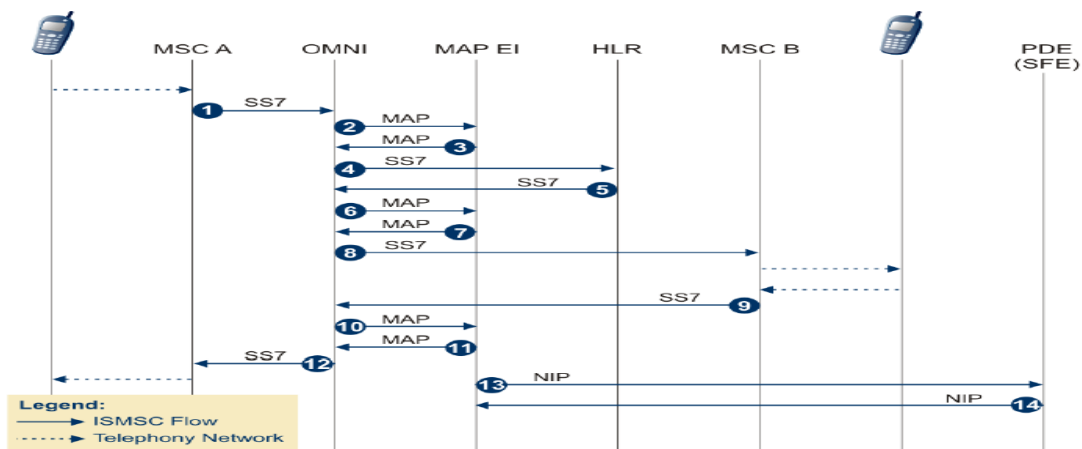 MSC A OMNI MAP EI HLR MSC B PDE
(SFE)
1 SS7
2 MAP
MAP 3
4 SS7
SS7 5
6 MAP
MAP 7
8 SS7
SS7 9
10 MAP
MAP 11
SS7 12
13 NIP
NIP 14
Legend:
ISMSC Flow
Telephony Network